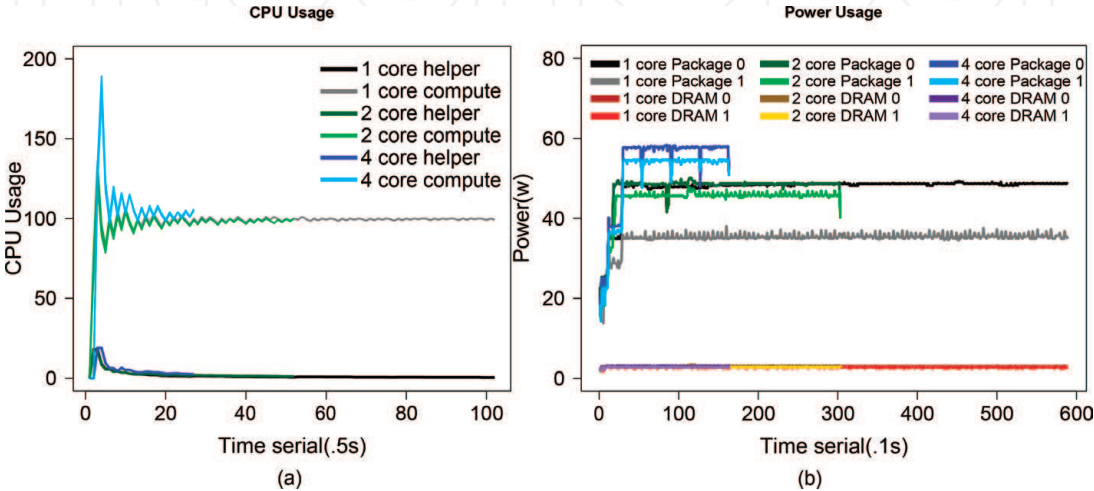 CPU Usage
CPU Usage
200
150
100
50
0
1 core helper
1 core compute
2 core helper
2 core compute
4 core helper
4 core compute
0 20 40 60 80 100
Time serial(.5s)
(a)
Power Usage
Power(w)
80
60
40
20
0
1 core Package 0
1 core Package 1
1 core DRAM 0
1 core DRAM 1
2 core Package 0
2 core Package 1
2 core DRAM 0
2 core DRAM 1
4 core Package 0
4 core Package 1
4 core DRAM 0
4 core DRAM 1
0 100 200 300 400 500 600
Time serial(.1s)
(b)